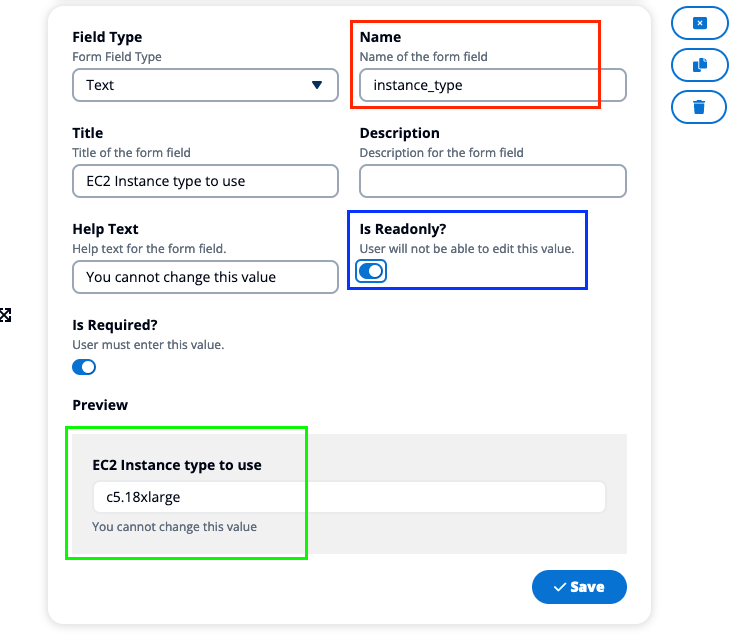 Field Type
Form Field Type
Text
Name
Name of the form field
instance_type
Title
Title of the form field
EC2 Instance type to use
Description
Description for the form field
Help Text
Help text for the form field.
You cannot change this value
Is Readonly?
User will not be able to edit this value.
Is Required?
User must enter this value.
Preview
EC2 Instance type to use
c5.18xlarge
You cannot change this value
Save